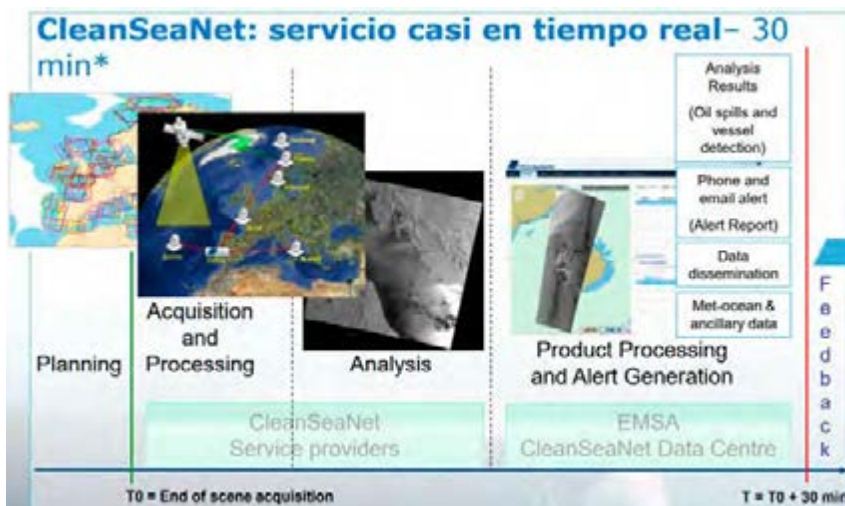 CleanSeaNet: servicio casi en tiempo real– 30
min*
Analysis
Results
(Oil spills and
vessel
detection)
Phone and
email alert
(Alert Report)
Data
dissemination
Met-ocean &
ancillary data
Planning
Acquisition
and
Processing
Analysis
Product Processing
and Alert Generation
CleanSeaNet
Service providers
EMSA
CleanSeaNet Data Centre
Feedback
T0 = End of scene acquisition
T = T0 + 30 min